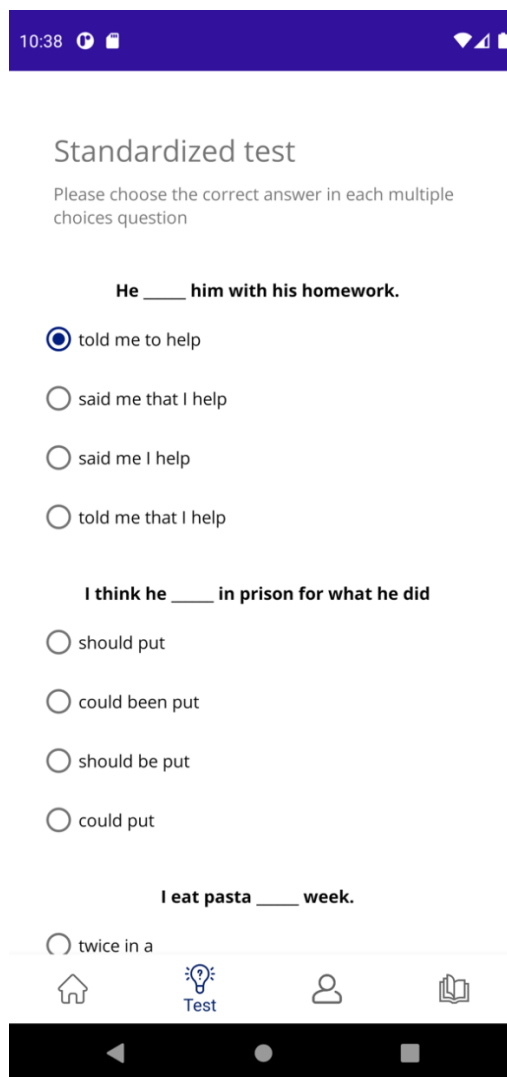 10:38
Standardized test
Please choose the correct answer in each multiple
choices question
He _____ him with his homework.
told me to help
said me that I help
said me I help
told me that I help
I think he _____ in prison for what he did
should put
could been put
should be put
could put
I eat pasta _____ week.
twice in a
Test